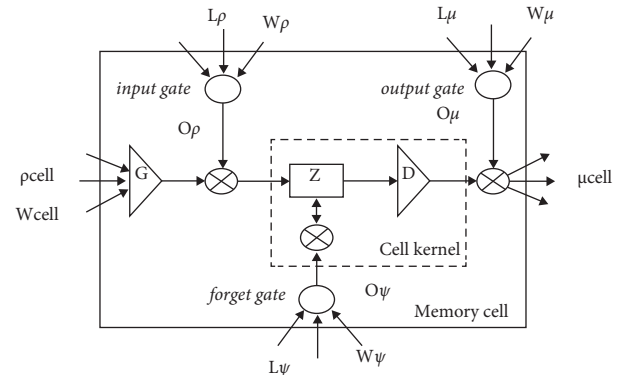 Lρ
Wρ
Lμ
Wμ
input gate
output gate
Oρ
Oμ
G
Z
D
ρcell
Wcell
μcell
Cell kernel
forget gate
Oψ
Memory cell
Lψ
Wψ